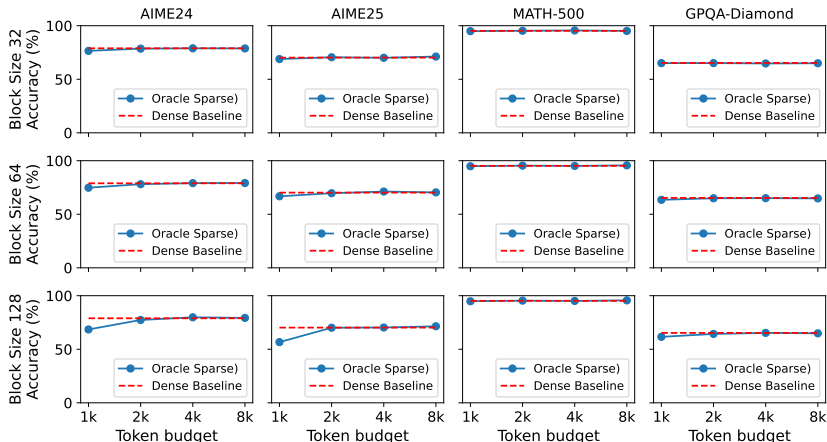 AIME24 AIME25 MATH-500 GPQA-Diamond
Block Size 32
Accuracy (%)
100
50
0
Oracle Sparse)
Dense Baseline
Oracle Sparse)
Dense Baseline
Oracle Sparse)
Dense Baseline
Oracle Sparse)
Dense Baseline
Block Size 64
Accuracy (%)
100
50
0
Oracle Sparse)
Dense Baseline
Oracle Sparse)
Dense Baseline
Oracle Sparse)
Dense Baseline
Oracle Sparse)
Dense Baseline
Block Size 128
Accuracy (%)
100
50
0
Oracle Sparse)
Dense Baseline
Oracle Sparse)
Dense Baseline
Oracle Sparse)
Dense Baseline
Oracle Sparse)
Dense Baseline
1k 2k 4k 8k 1k 2k 4k 8k 1k 2k 4k 8k 1k 2k 4k 8k
Token budget Token budget Token budget Token budget